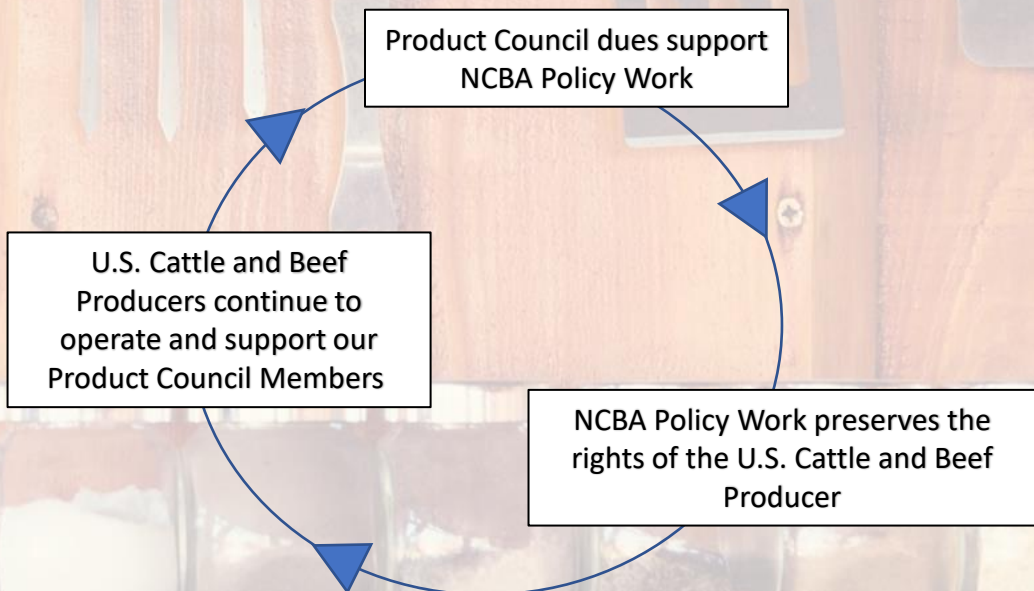 Product Council dues support
NCBA Policy Work
U.S. Cattle and Beef
Producers continue to
operate and support our
Product Council Members
NCBA Policy Work preserves the
rights of the U.S. Cattle and Beef
Producer